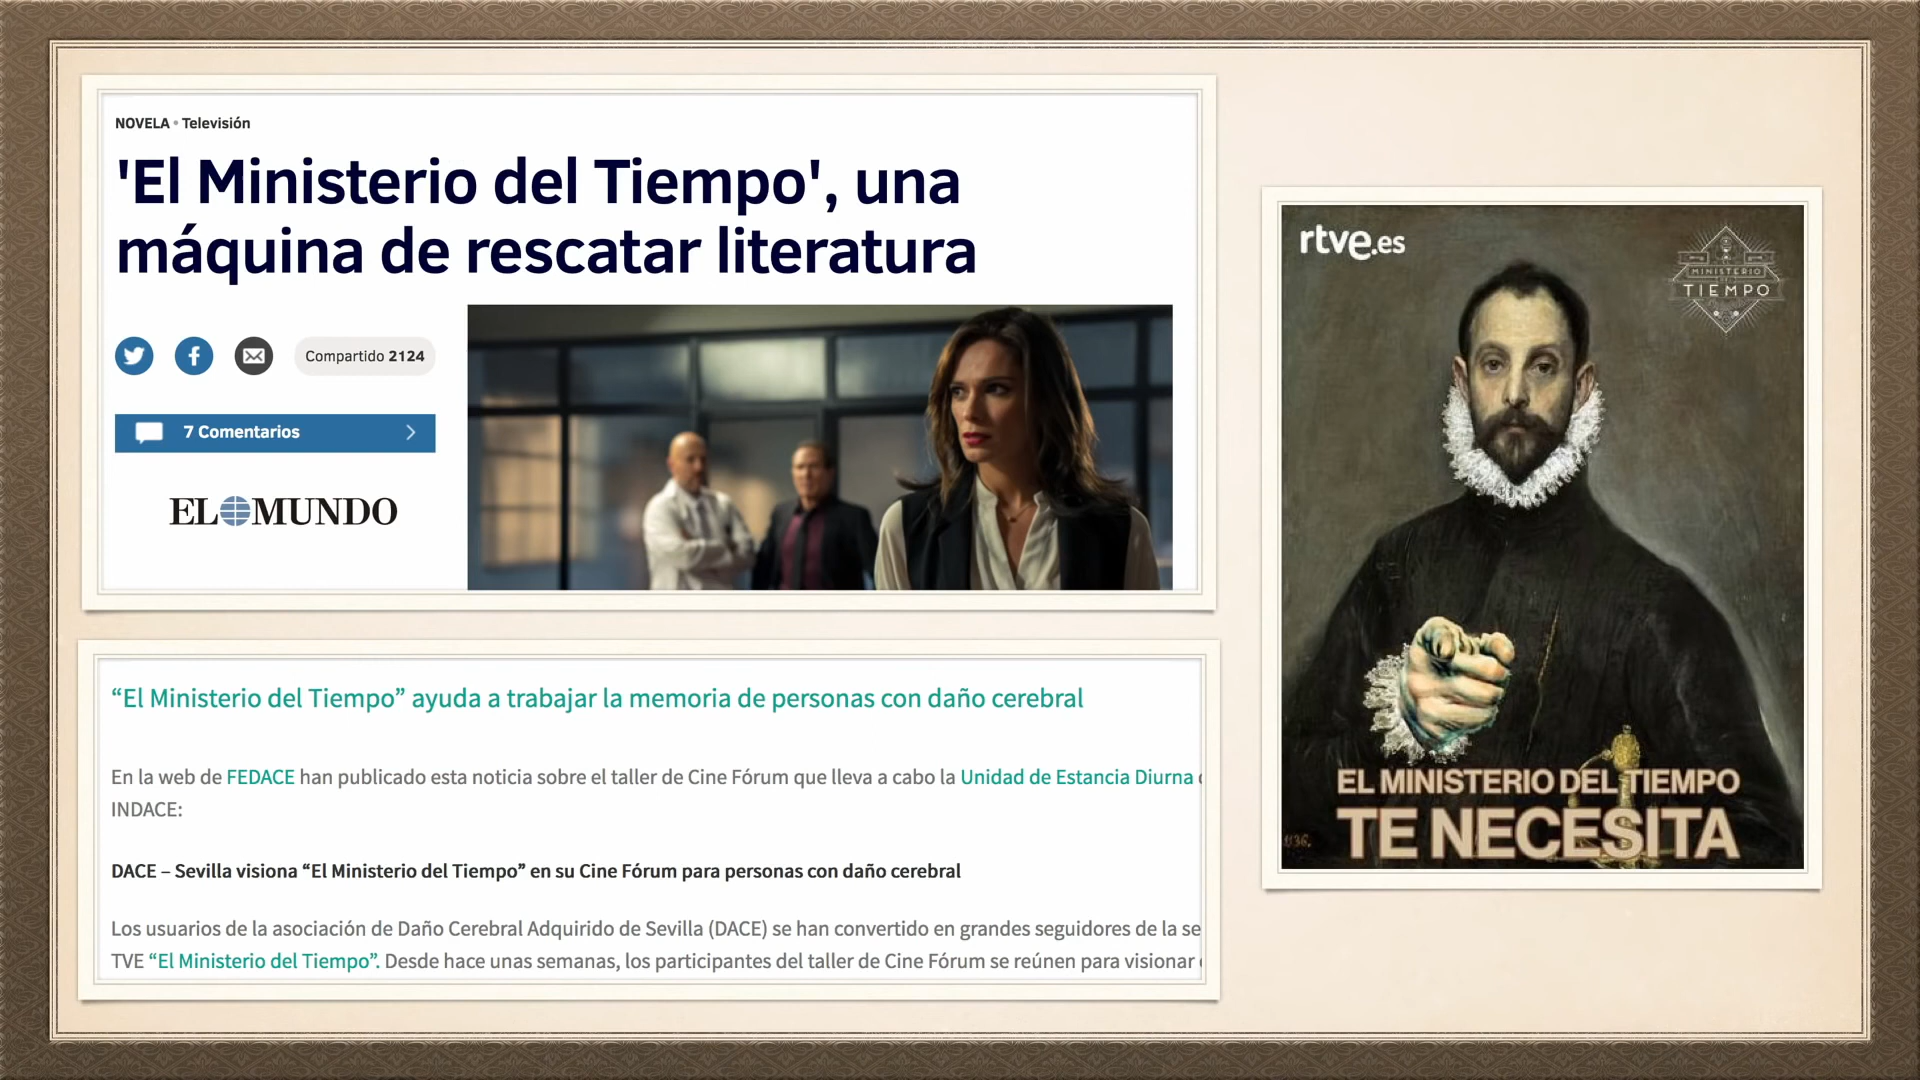 NOVELA • Televisión
'El Ministerio del Tiempo', una
máquina de rescatar literatura
Compartido 2124
7 Comentarios
EL MUNDO
“El Ministerio del Tiempo” ayuda a trabajar la memoria de personas con daño cerebral
En la web de FEDACE han publicado esta noticia sobre el taller de Cine Fórum que lleva a cabo la Unidad de Estancia Diurna
INDACE:
DACE – Sevilla visiona “El Ministerio del Tiempo” en su Cine Fórum para personas con daño cerebral
Los usuarios de la asociación de Daño Cerebral Adquirido de Sevilla (DACE) se han convertido en grandes seguidores de la se
TVE “El Ministerio del Tiempo”. Desde hace unas semanas, los participantes del taller de Cine Fórum se reúnen para visionar
rtve.es
MINISTERIO
TIEMPO
EL MINISTERIO DEL TIEMPO
TE NECESITA